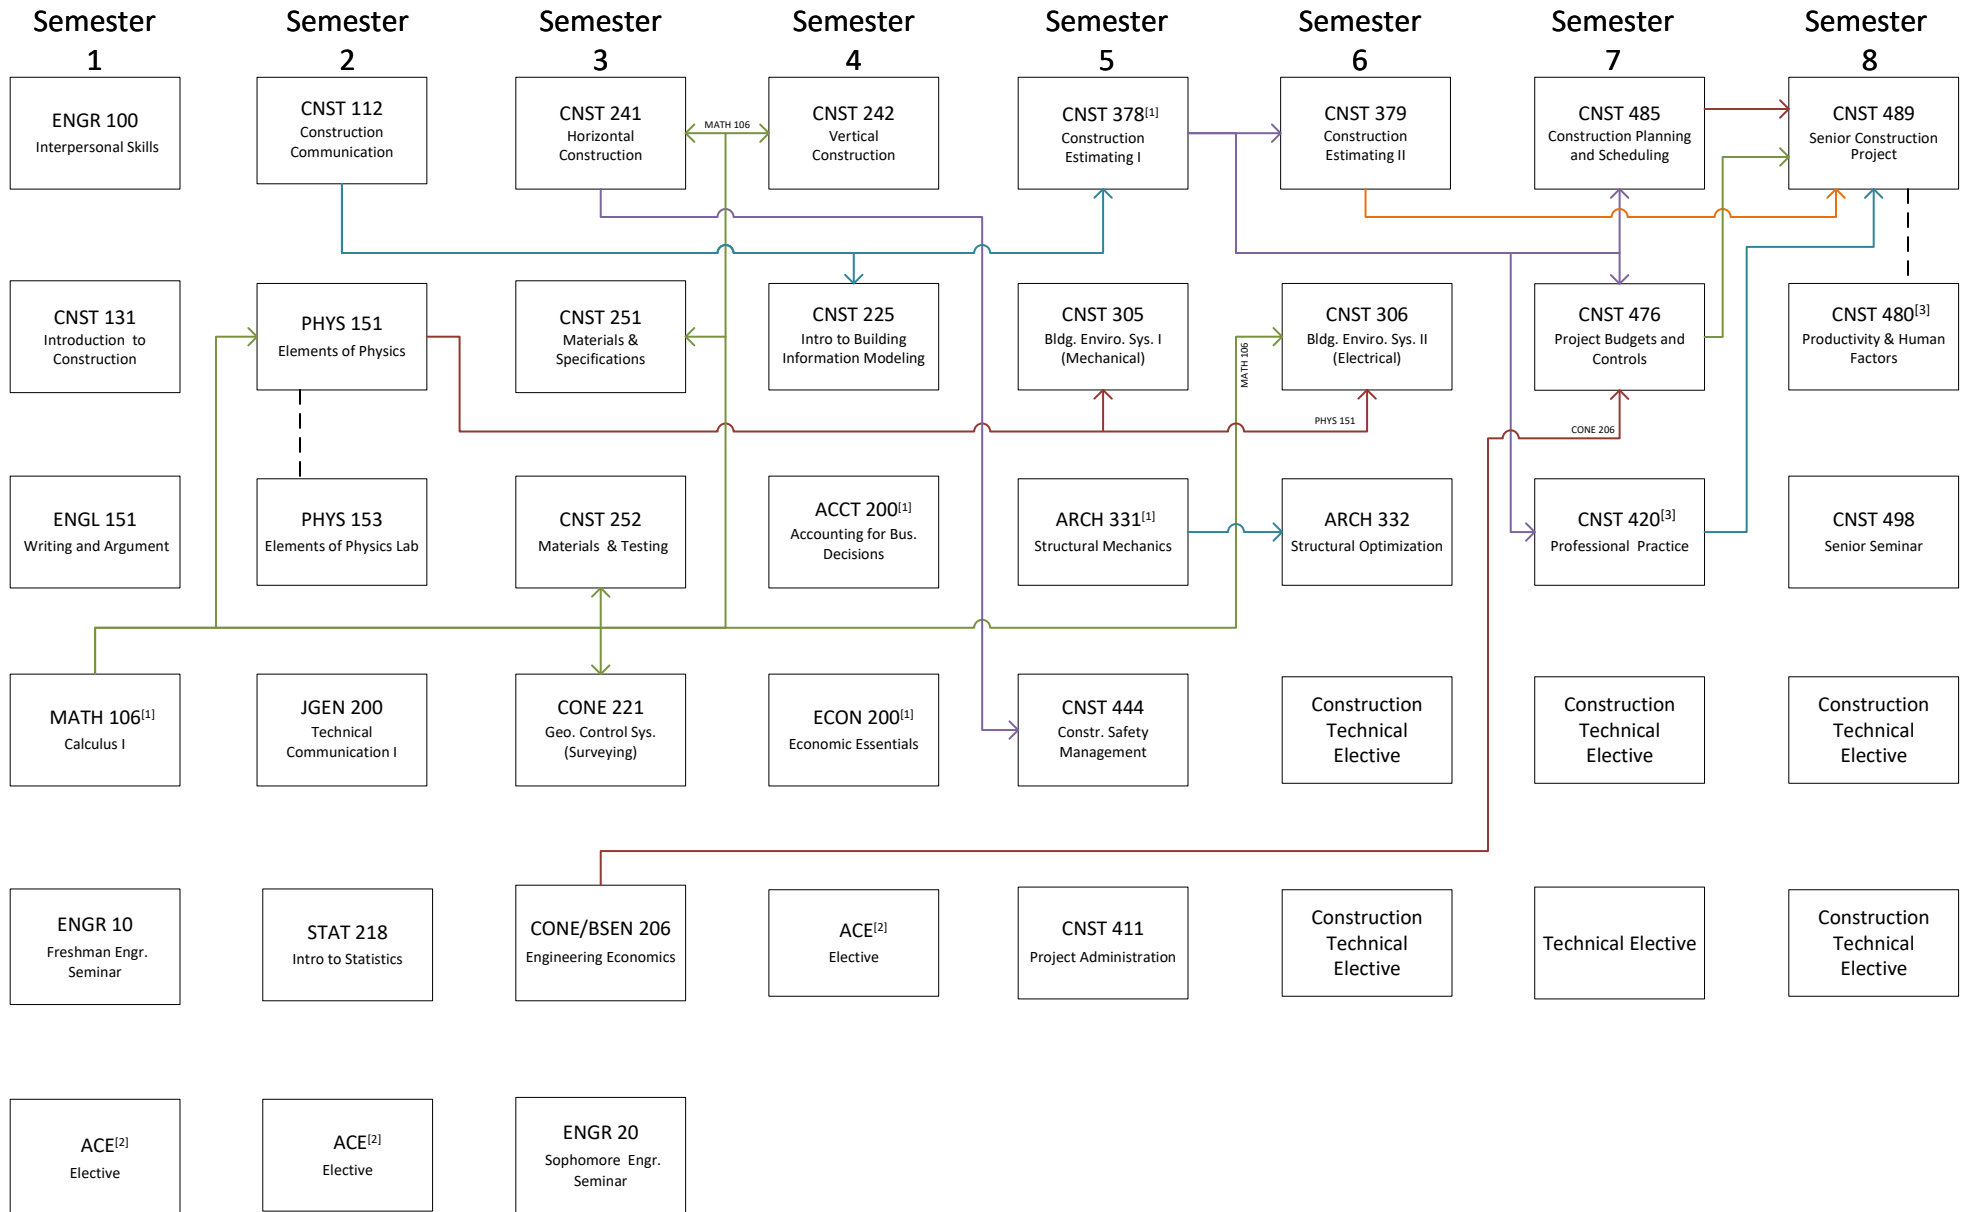 Semester
1
Semester
2
Semester
3
Semester
4
Semester
5
Semester
6
Semester
7
Semester
8
ENGR 100
Interpersonal Skills
CNST 112
Construction
Communication
CNST 241
Horizontal
Construction
MATH 106
CNST 242
Vertical
Construction
CNST 378[1]
Construction
Estimating I
CNST 379
Construction
Estimating II
CNST 485
Construction Planning
and Scheduling
CNST 489
Senior Construction
Project
CNST 131
Introduction to
Construction
PHYS 151
Elements of Physics
CNST 251
Materials &
Specifications
CNST 225
Intro to Building
Information Modeling
CNST 305
Bldg. Enviro. Sys. I
(Mechanical)
MATH 106
CNST 306
Bldg. Enviro. Sys. II
(Electrical)
CNST 476
Project Budgets and
Controls
CNST 480[3]
Productivity & Human
Factors
PHYS 151
CONE 206
ENGL 151
Writing and Argument
PHYS 153
Elements of Physics Lab
CNST 252
Materials & Testing
ACCT 200[1]
Accounting for Bus.
Decisions
ARCH 331[1]
Structural Mechanics
ARCH 332
Structural Optimization
CNST 420[3]
Professional Practice
CNST 498
Senior Seminar
MATH 106[1]
Calculus I
JGEN 200
Technical
Communication I
CONE 221
Geo. Control Sys.
(Surveying)
ECON 200[1]
Economic Essentials
CNST 444
Constr. Safety
Management
Construction
Technical
Elective
Construction
Technical
Elective
Construction
Technical
Elective
ENGR 10
Freshman Engr.
Seminar
STAT 218
Intro to Statistics
CONE/BSEN 206
Engineering Economics
ACE[2]
Elective
CNST 411
Project Administration
Construction
Technical
Elective
Technical Elective
Construction
Technical
Elective
ACE[2]
Elective
ACE[2]
Elective
ENGR 20
Sophomore Engr.
Seminar